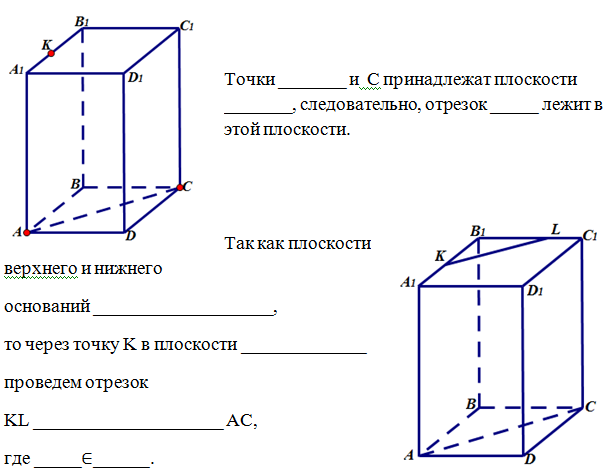 B1
C1
K
A1
D1
B
C
A
D
Точки _______ и С принадлежат плоскости
_______, следовательно, отрезок _____ лежит в
этой плоскости.
Так как плоскости
верхнего и нижнего
оснований ___________________,
то через точку K в плоскости _____________
проведем отрезок
KL ____________________ AC,
где _____∈______.
B1
L
C1
K
A1
D1
B
C
A
D